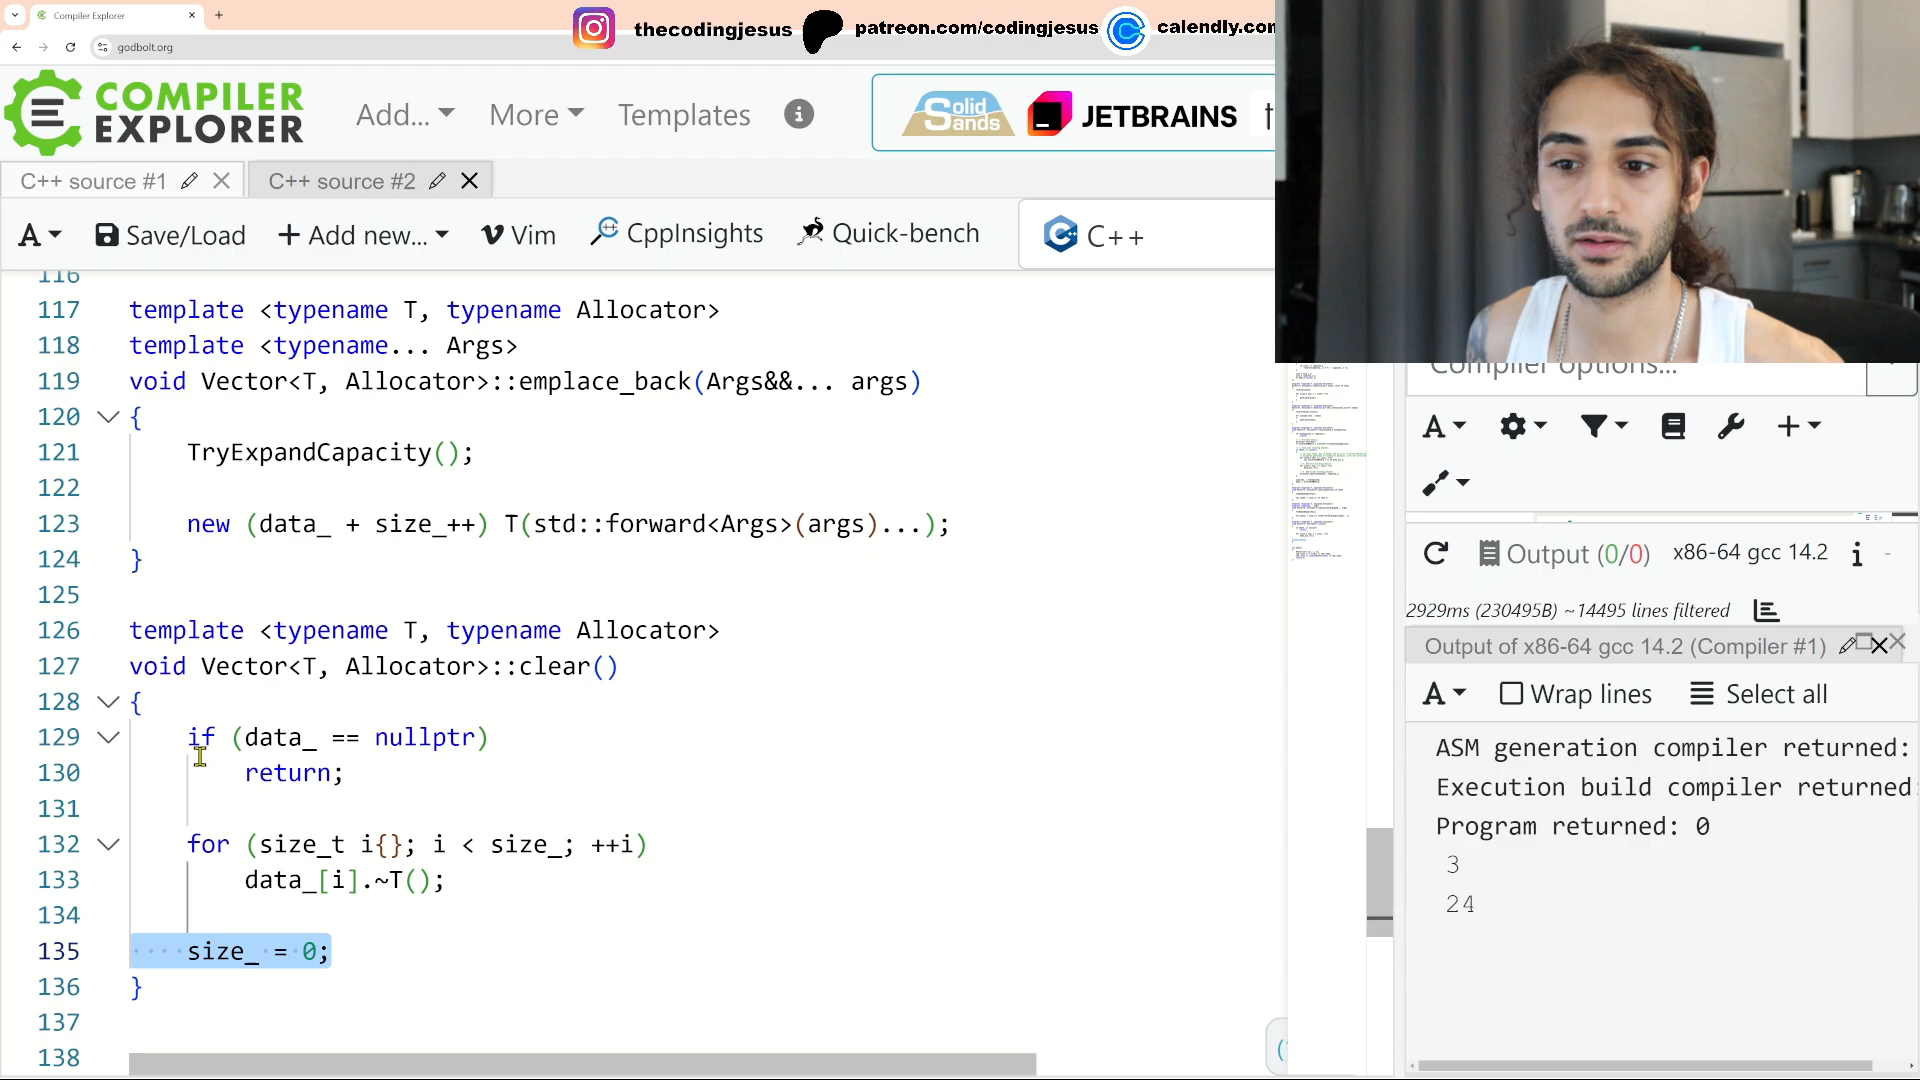 Compiler Explorer
godbolt.org
thecodingjesus
patreon.com/codingjesus
calendly.com
COMPILER
EXPLORER
Add...
More
Templates
Solid
Sands
JETBRAINS
C++ source #1
C++ source #2
A
Save/Load
+ Add new...
Vim
CppInsights
Quick-bench
C++
116
117 template <typename T, typename Allocator>
118 template <typename... Args>
119 void Vector<T, Allocator>::emplace_back(Args&&... args)
120 {
121 TryExpandCapacity();
122
123 new (data_ + size_++) T(std::forward<Args>(args)...);
124 }
125
126 template <typename T, typename Allocator>
127 void Vector<T, Allocator>::clear()
128 {
129 if (data_ == nullptr)
130 return;
131
132 for (size_t i{}; i < size_; ++i)
133 data_[i].~T();
134
135 size_ = 0;
136 }
137
138
Compiler options...
A
Output (0/0) x86-64 gcc 14.2 i -
2929ms (230495B) ~14495 lines filtered
Output of x86-64 gcc 14.2 (Compiler #1)
A
Wrap lines
Select all
ASM generation compiler returned:
Execution build compiler returned:
Program returned: 0
3
24